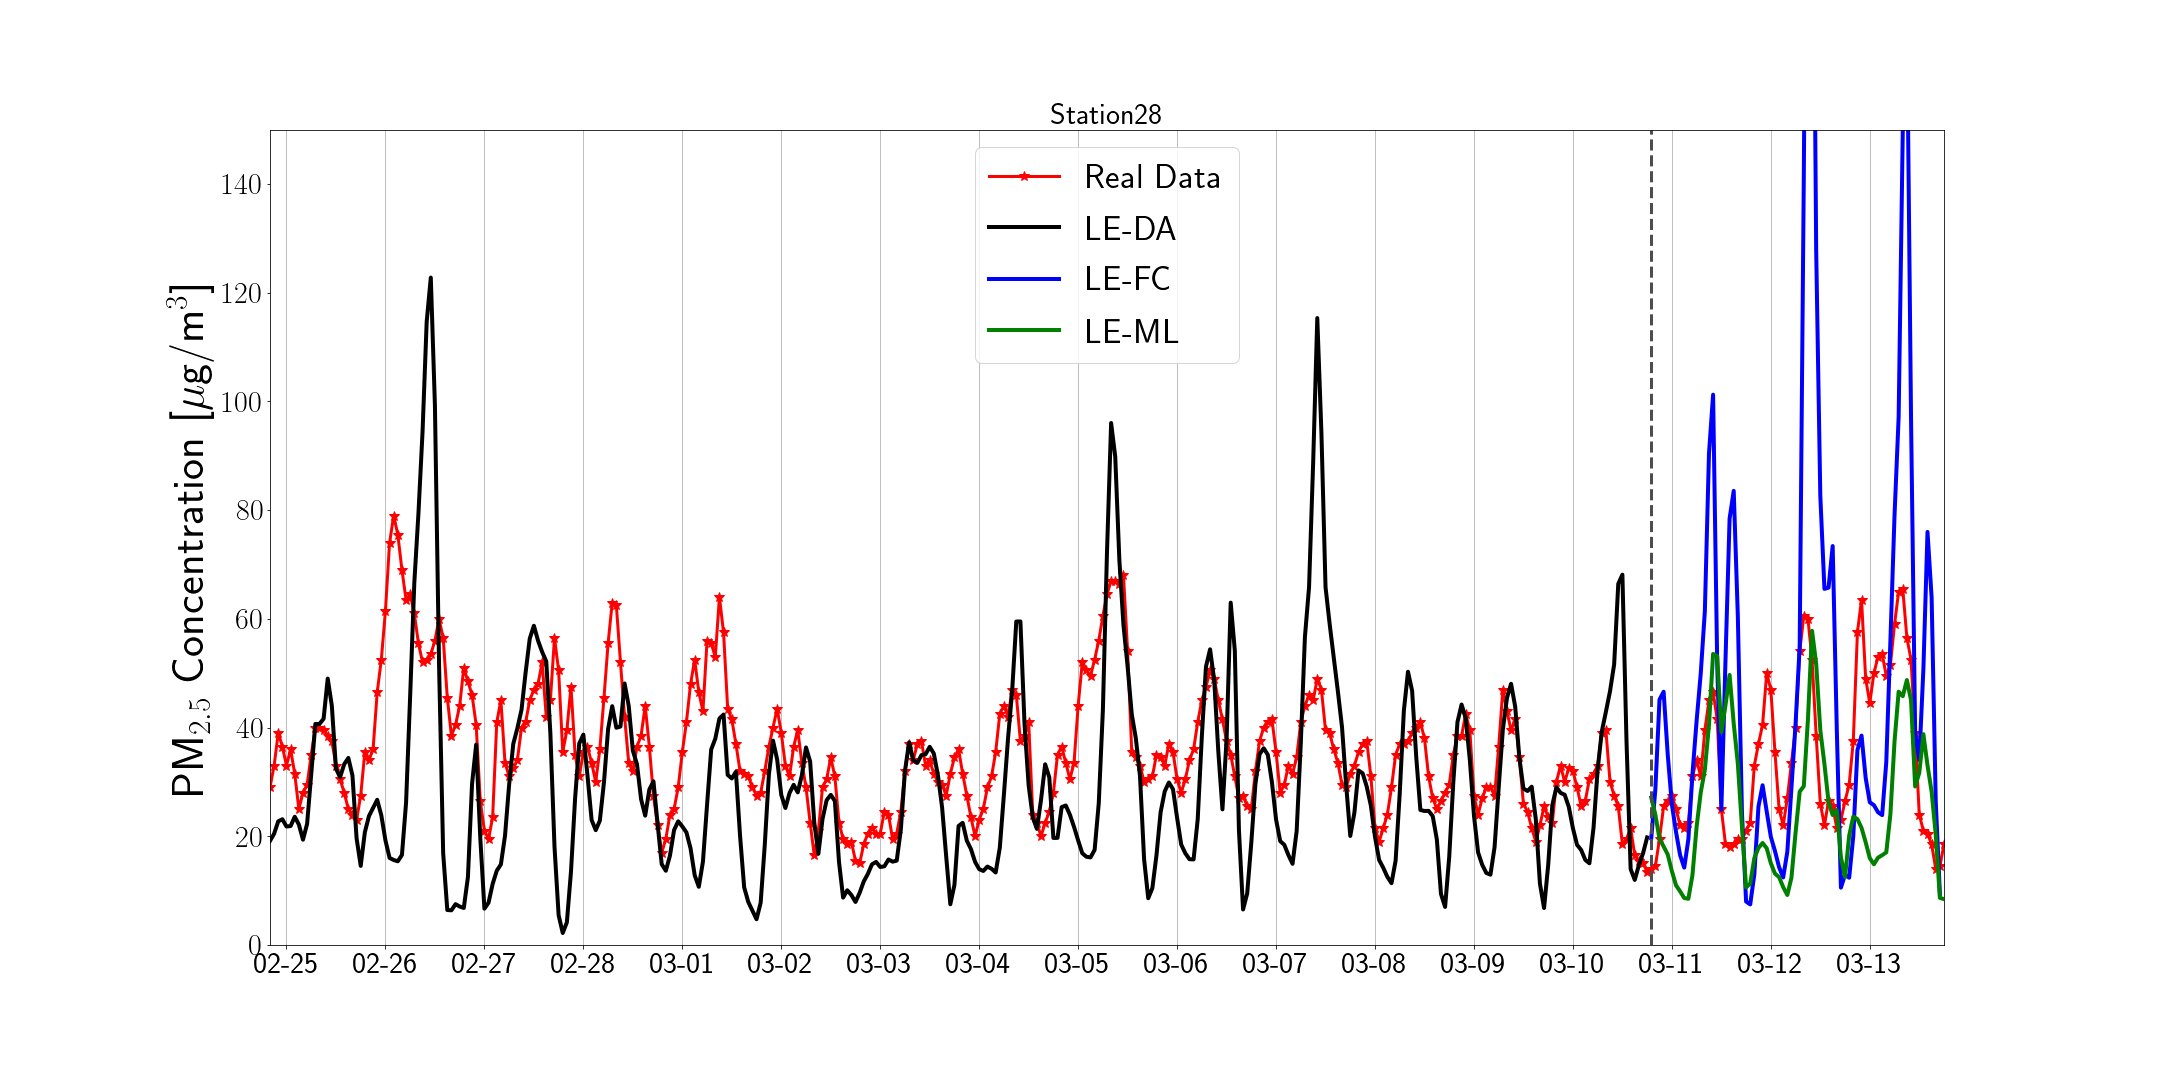 Station28
PM2.5 Concentration [μg/m³]
140
120
100
80
60
40
20
0
Real Data
LE-DA
LE-FC
LE-ML
02-25 02-26 02-27 02-28 03-01 03-02 03-03 03-04 03-05 03-06 03-07 03-08 03-09 03-10 03-11 03-12 03-13